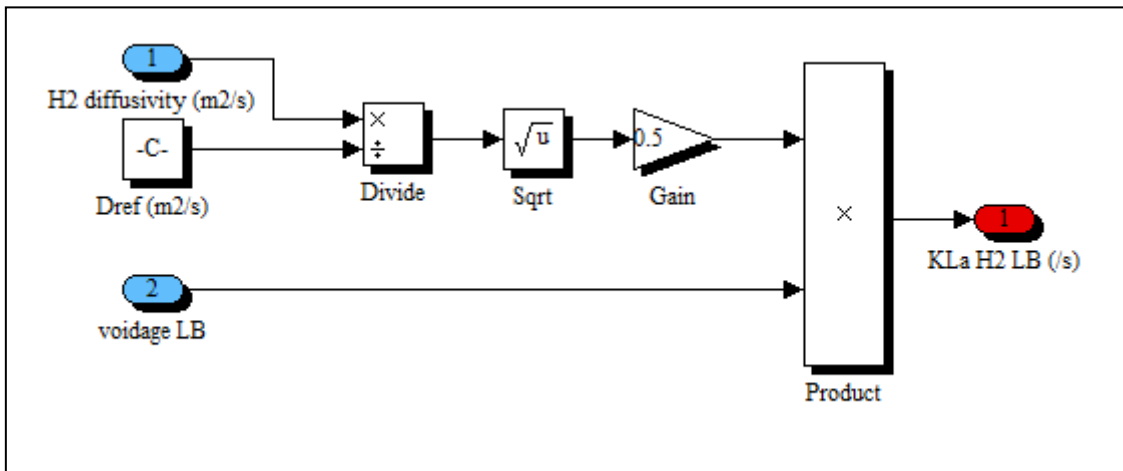 1
H2 diffusivity (m2/s)
-C-
Dref (m2/s)
×
÷
Divide
√u
Sqrt
0.5
Gain
2
voidage LB
×
Product
1
KLa H2 LB (/s)